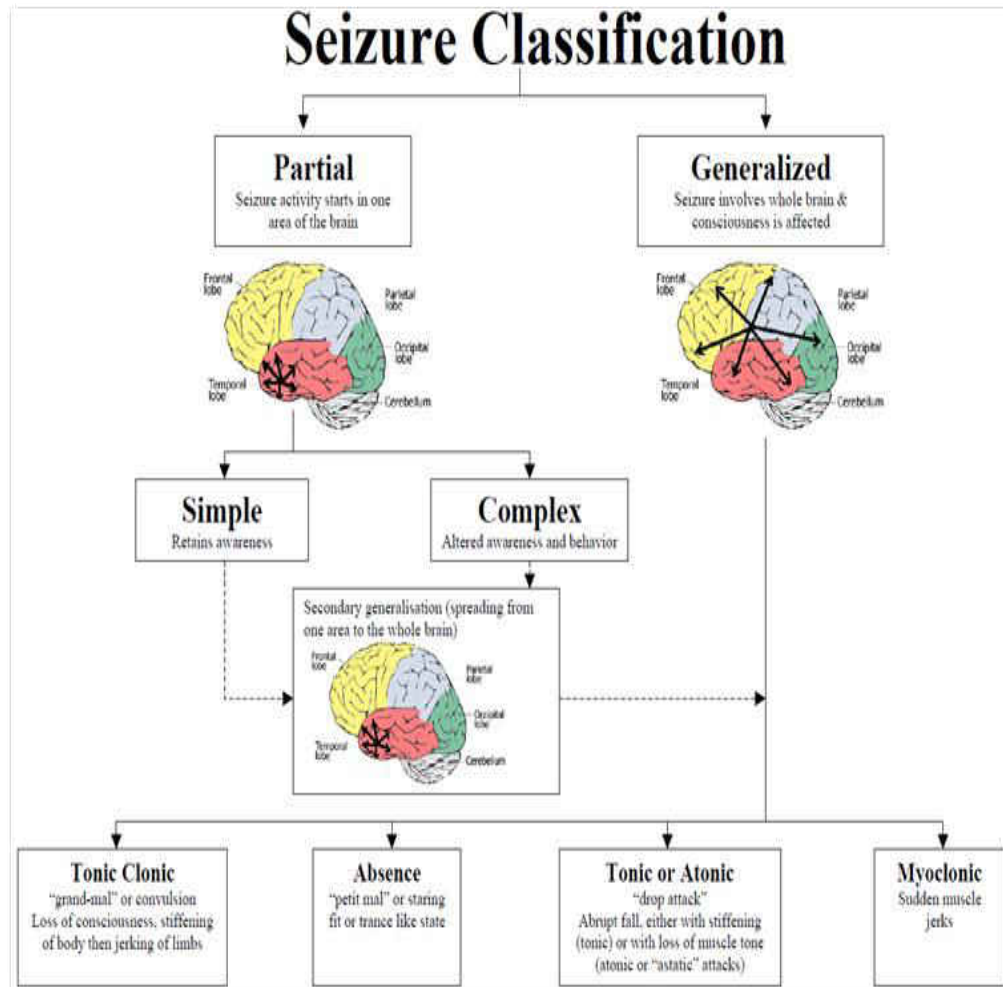 Seizure Classification
Partial
Seizure activity starts in one
area of the brain
Generalized
Seizure involves whole brain &
consciousness is affected
Frontal
lobe
Parietal
lobe
Occipital
lobe
Temporal
lobe
Cerebellum
Frontal
lobe
Parietal
lobe
Occipital
lobe
Temporal
lobe
Cerebellum
Simple
Retains awareness
Complex
Altered awareness and behavior
Secondary generalisation (spreading from
one area to the whole brain)
Frontal
lobe
Parietal
lobe
Occipital
lobe
Temporal
lobe
Cerebellum
Tonic Clonic
“grand-mal” or convulsion
Loss of consciousness, stiffening
of body then jerking of limbs
Absence
“petit mal” or staring
fit or trance like state
Tonic or Atonic
“drop attack”
Abrupt fall, either with stiffening
(tonic) or with loss of muscle tone
(atonic or “astatic” attacks)
Myoclonic
Sudden muscle
jerks